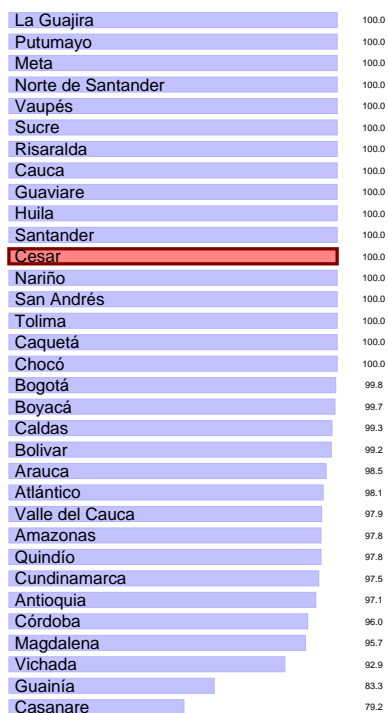 La Guajira 100.0
Putumayo 100.0
Meta 100.0
Norte de Santander 100.0
Vaupés 100.0
Sucre 100.0
Risaralda 100.0
Cauca 100.0
Guaviare 100.0
Huila 100.0
Santander 100.0
Cesar 100.0
Nariño 100.0
San Andrés 100.0
Tolima 100.0
Caquetá 100.0
Chocó 100.0
Bogotá 99.8
Boyacá 99.7
Caldas 99.3
Bolivar 99.2
Arauca 98.5
Atlántico 98.1
Valle del Cauca 97.9
Amazonas 97.8
Quindío 97.8
Cundinamarca 97.5
Antioquia 97.1
Córdoba 96.0
Magdalena 95.7
Vichada 92.9
Guainía 83.3
Casanare 79.2